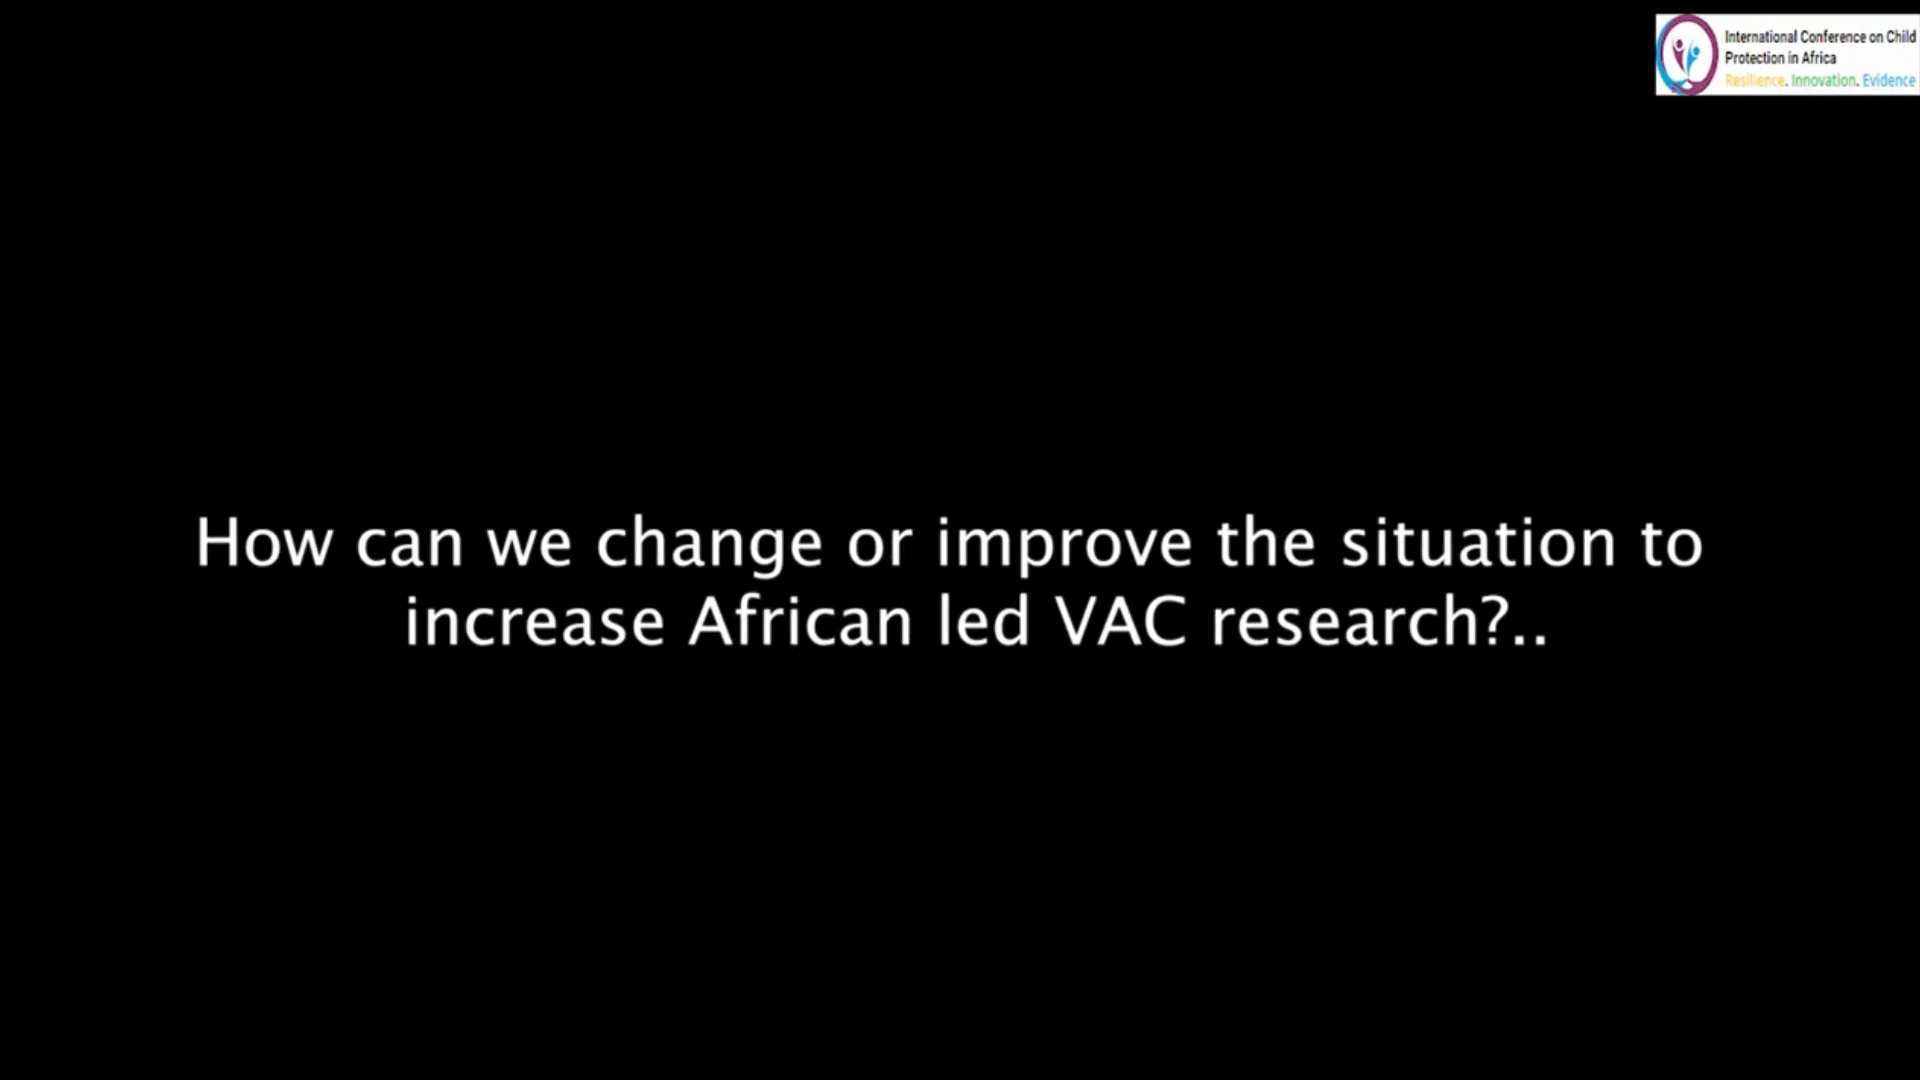 International Conference on Child
Protection in Africa
Resilience. Innovation. Evidence
How can we change or improve the situation to
increase African led VAC research?..